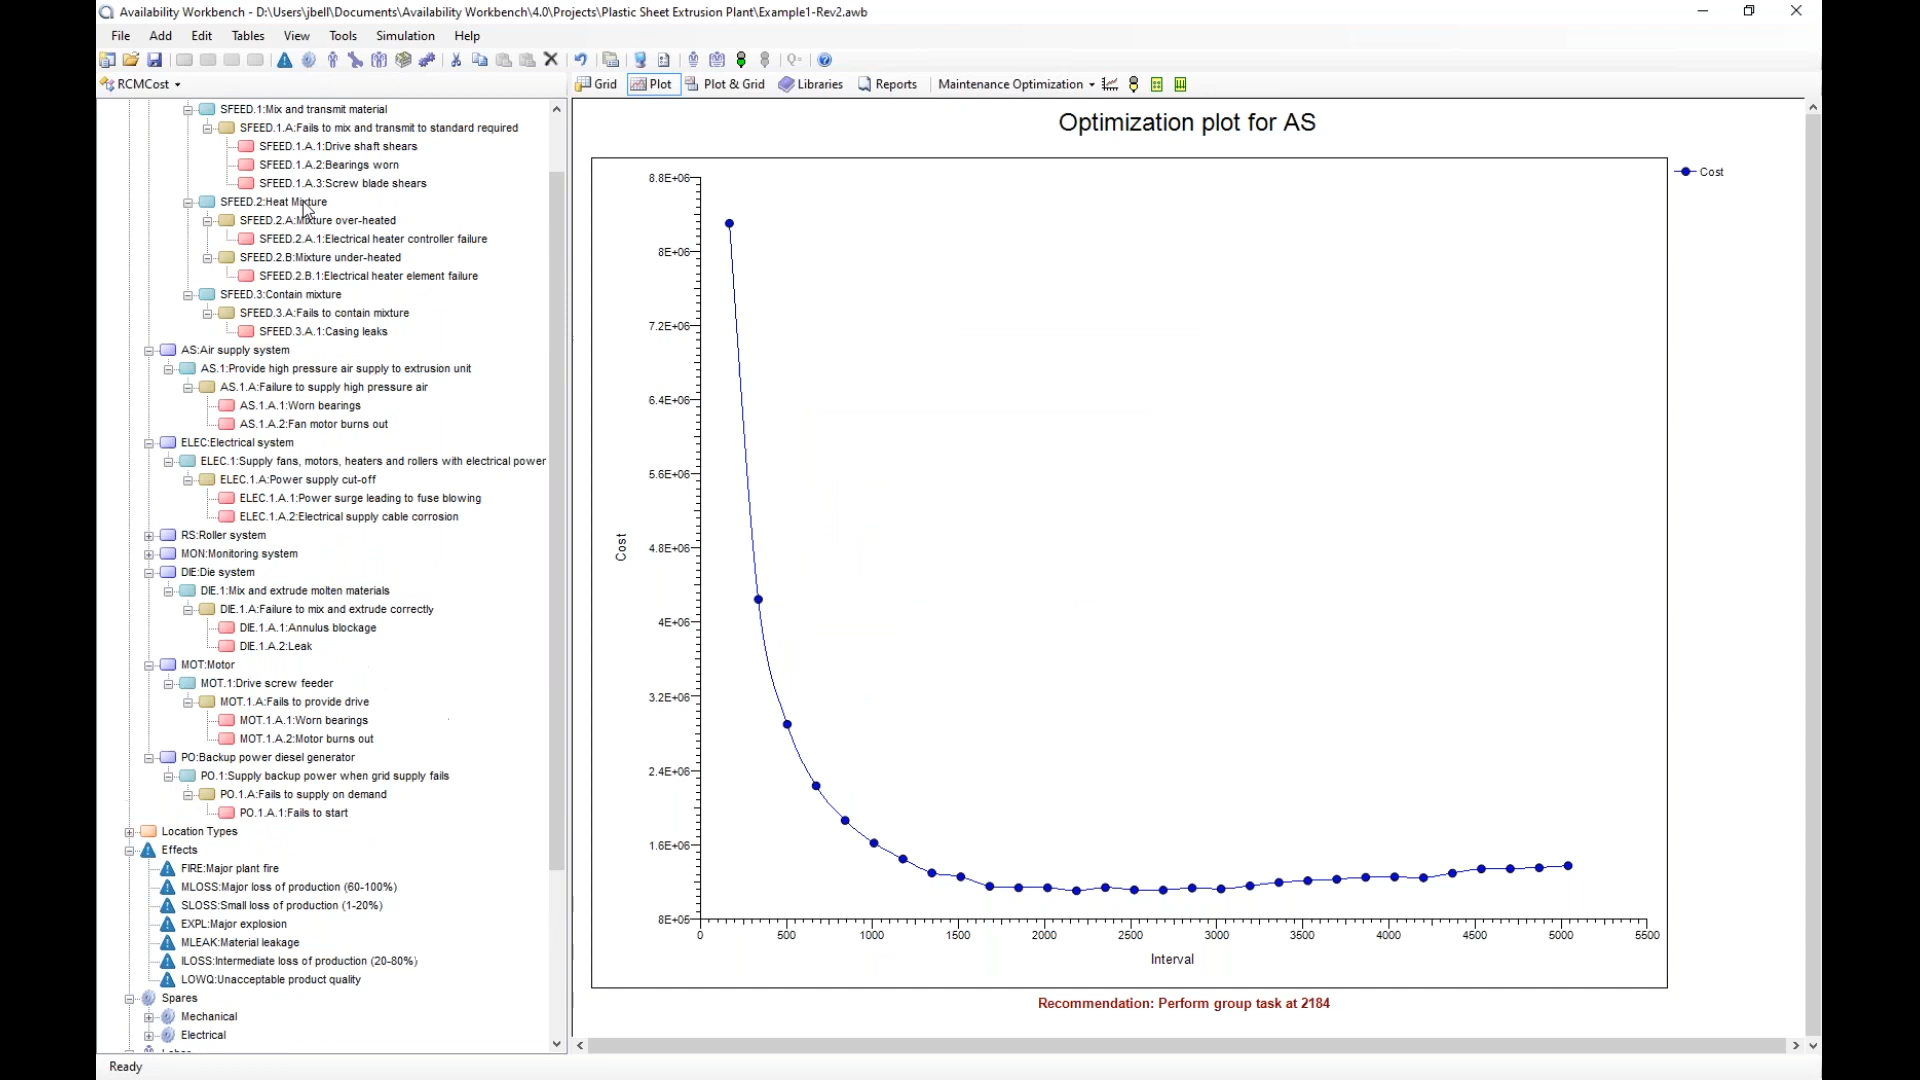 Availability Workbench - D:\Users\jbell\Documents\Availability Workbench\4.0\Projects\Plastic Sheet Extrusion Plant\Example1-Rev2.awb
File Add Edit Tables View Tools Simulation Help
RCMCost
Grid Plot Plot & Grid Libraries Reports Maintenance Optimization
SFEED.1:Mix and transmit material
SFEED.1.A:Fails to mix and transmit to standard required
SFEED.1.A.1:Drive shaft shears
SFEED.1.A.2:Bearings worn
SFEED.1.A.3:Screw blade shears
SFEED.2:Heat Mixture
SFEED.2.A:Mixture over-heated
SFEED.2.A.1:Electrical heater controller failure
SFEED.2.B:Mixture under-heated
SFEED.2.B.1:Electrical heater element failure
SFEED.3:Contain mixture
SFEED.3.A:Fails to contain mixture
SFEED.3.A.1:Casing leaks
AS:Air supply system
AS.1:Provide high pressure air supply to extrusion unit
AS.1.A:Failure to supply high pressure air
AS.1.A.1:Worn bearings
AS.1.A.2:Fan motor burns out
ELEC:Electrical system
ELEC.1:Supply fans, motors, heaters and rollers with electrical power
ELEC.1.A:Power supply cut-off
ELEC.1.A.1:Power surge leading to fuse blowing
ELEC.1.A.2:Electrical supply cable corrosion
RS:Roller system
MON:Monitoring system
DIE:Die system
DIE.1:Mix and extrude molten materials
DIE.1.A:Failure to mix and extrude correctly
DIE.1.A.1:Annulus blockage
DIE.1.A.2:Leak
MOT:Motor
MOT.1:Drive screw feeder
MOT.1.A:Fails to provide drive
MOT.1.A.1:Worn bearings
MOT.1.A.2:Motor burns out
PO:Backup power diesel generator
PO.1:Supply backup power when grid supply fails
PO.1.A:Fails to supply on demand
PO.1.A.1:Fails to start
Location Types
Effects
FIRE:Major plant fire
MLOSS:Major loss of production (60-100%)
SLOSS:Small loss of production (1-20%)
EXPL:Major explosion
MLEAK:Material leakage
ILOSS:Intermediate loss of production (20-80%)
LOWQ:Unacceptable product quality
Spares
Mechanical
Electrical
Optimization plot for AS
Cost
8.8E+06
8E+06
7.2E+06
6.4E+06
5.6E+06
4.8E+06
4E+06
3.2E+06
2.4E+06
1.6E+06
8E+05
Cost
0 500 1000 1500 2000 2500 3000 3500 4000 4500 5000 5500
Interval
Recommendation: Perform group task at 2184
Ready